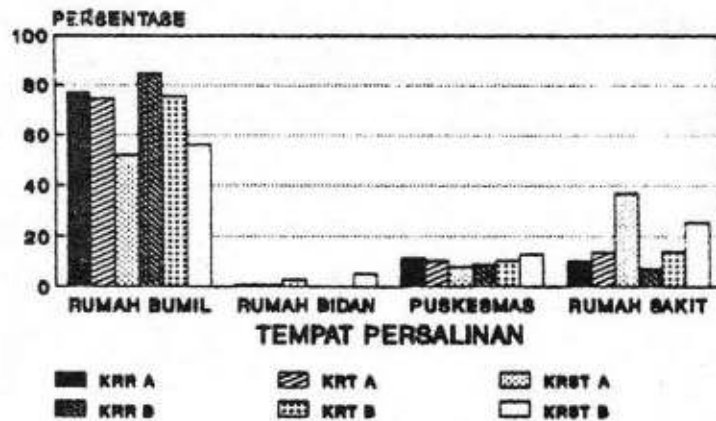 PERSENTASE
100
80
60
40
20
0
RUMAH BUMIL RUMAH BIDAN PUSKESMAS RUMAH SAKIT
TEMPAT PERSALINAN
KRR A KRT A KRST A
KRR B KRT B KRST B